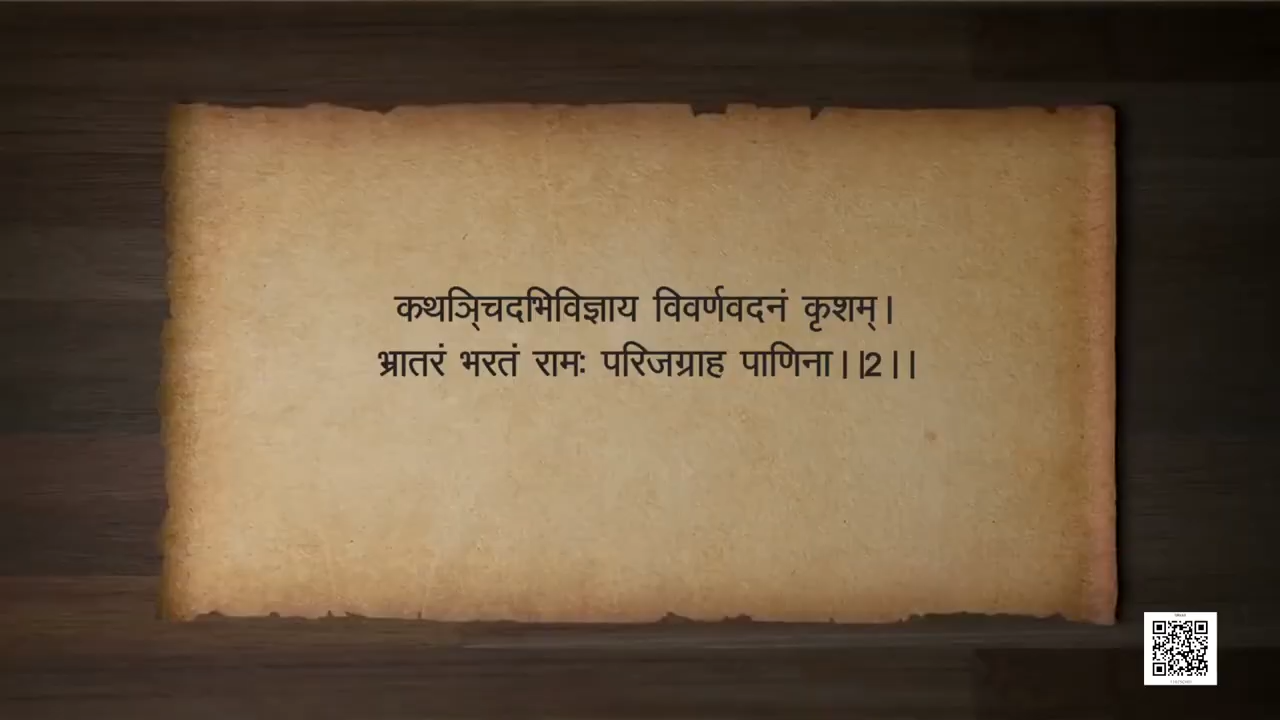 कथञ्चिदभिविज्ञाय विवर्णवदनं कृशम्।
भ्रातरं भरतं रामः परिजग्राह पाणिना।।2।।